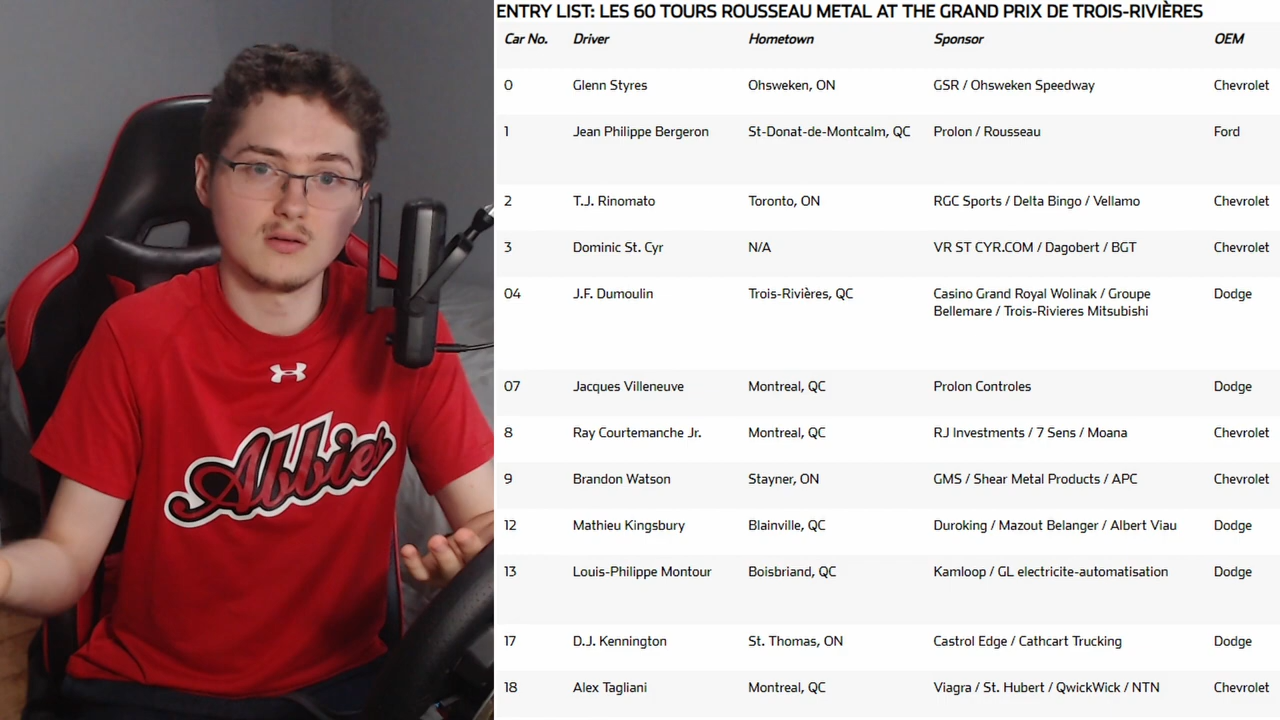 ENTRY LIST: LES 60 TOURS ROUSSEAU METAL AT THE GRAND PRIX DE TROIS-RIVIÈRES
Car No. Driver Hometown Sponsor OEM
0 Glenn Styres Ohsweken, ON GSR / Ohsweken Speedway Chevrolet
1 Jean Philippe Bergeron St-Donat-de-Montcalm, QC Prolon / Rousseau Ford
2 T.J. Rinomato Toronto, ON RGC Sports / Delta Bingo / Vellamo Chevrolet
3 Dominic St. Cyr N/A VR ST CYR.COM / Dagobert / BGT Chevrolet
04 J.F. Dumoulin Trois-Rivières, QC Casino Grand Royal Wolinak / Groupe Dodge
Bellemare / Trois-Rivieres Mitsubishi
07 Jacques Villeneuve Montreal, QC Prolon Controles Dodge
8 Ray Courtemanche Jr. Montreal, QC RJ Investments / 7 Sens / Moana Chevrolet
9 Brandon Watson Stayner, ON GMS / Shear Metal Products / APC Chevrolet
12 Mathieu Kingsbury Blainville, QC Duroking / Mazout Belanger / Albert Viau Dodge
13 Louis-Philippe Montour Boisbriand, QC Kamloop / GL electricite-automatisation Dodge
17 D.J. Kennington St. Thomas, ON Castrol Edge / Cathcart Trucking Dodge
18 Alex Tagliani Montreal, QC Viagra / St. Hubert / QwickWick / NTN Chevrolet
Abbies